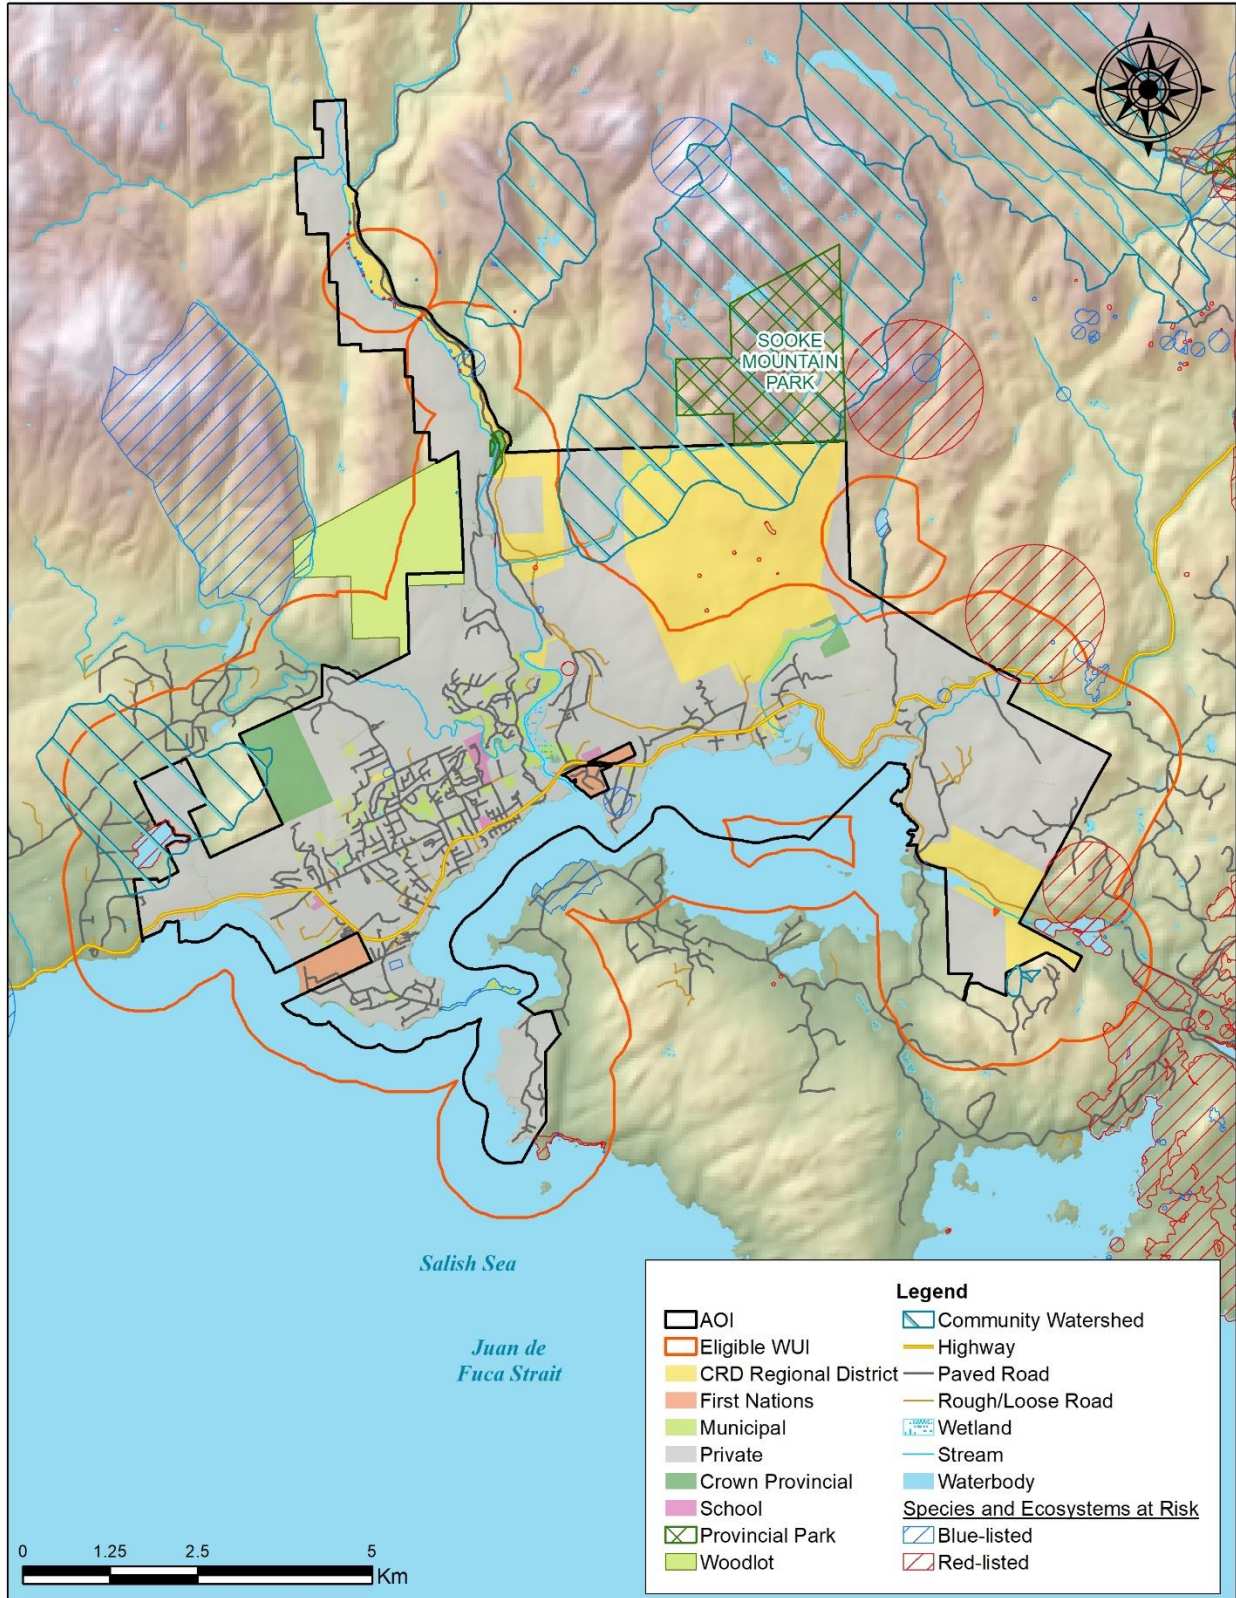 SOOKE
MOUNTAIN
PARK
Salish Sea
Juan de
Fuca Strait
Legend
AOI
Eligible WUI
CRD Regional District
First Nations
Municipal
Private
Crown Provincial
School
Provincial Park
Woodlot
Community Watershed
Highway
Paved Road
Rough/Loose Road
Wetland
Stream
Waterbody
Species and Ecosystems at Risk
Blue-listed
Red-listed
0 1.25 2.5 5
Km